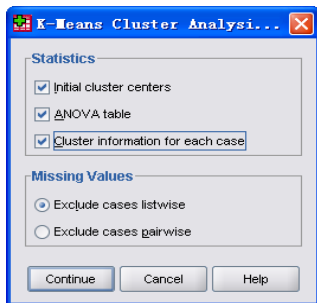 K-Means Cluster Analysi...
Statistics
Initial cluster centers
ANOVA table
Cluster information for each case
Missing Values
Exclude cases listwise
Exclude cases pairwise
Continue
Cancel
Help